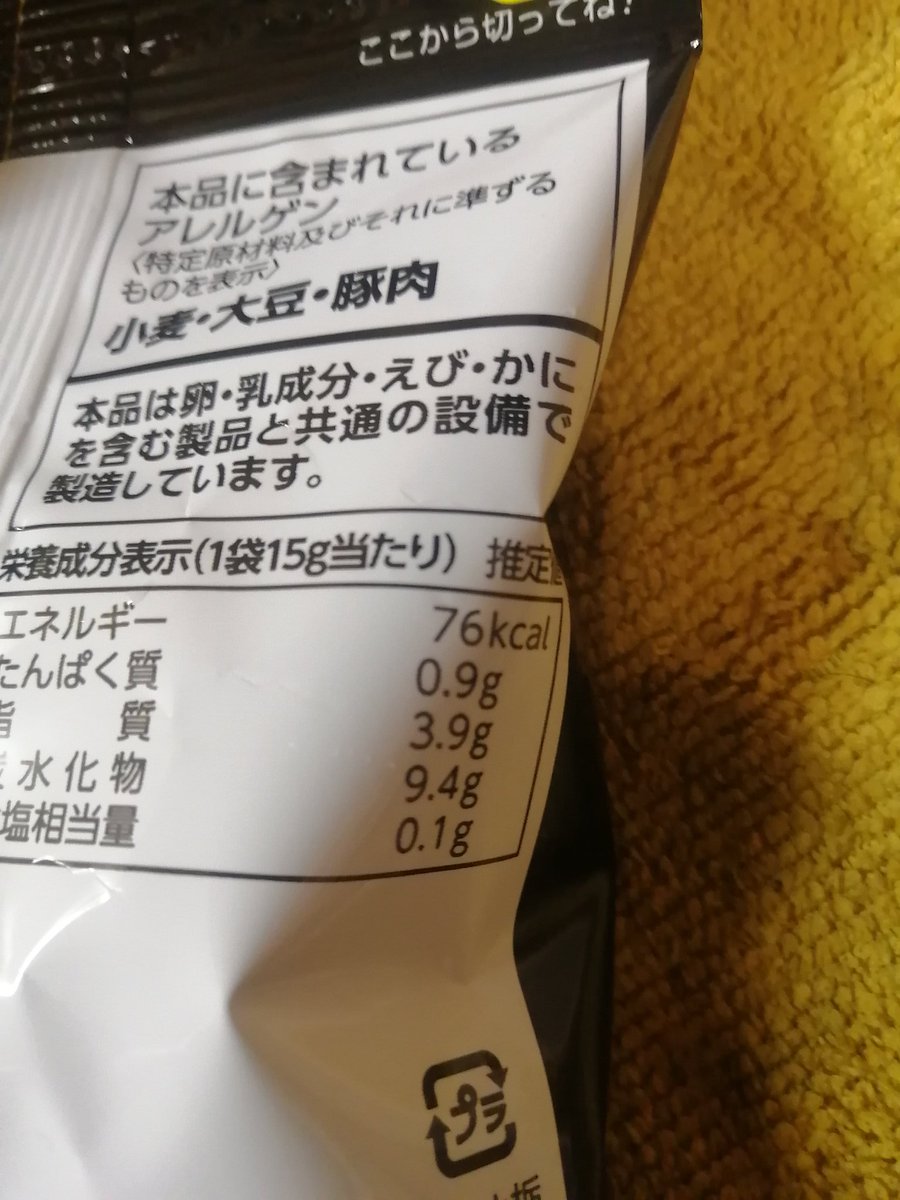 ここから切ってね!
本品に含まれている
アレルゲン
〈特定原材料及びそれに準ずる
ものを表示〉
小麦・大豆・豚肉
本品は卵・乳成分・えび・かに
を含む製品と共通の設備で
製造しています。
栄養成分表示(1袋15g当たり) 推定値
エネルギー 76kcal
たんぱく質 0.9g
脂質 3.9g
炭水化物 9.4g
塩相当量 0.1g
プラ